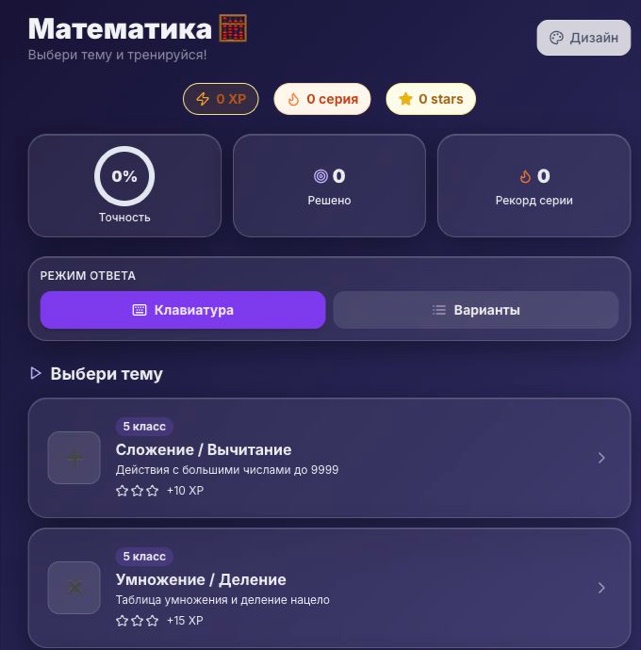 Математика
Выбери тему и тренируйся!
Дизайн
0 XP
0 серия
0 stars
0%
Точность
0
Решено
0
Рекорд серии
РЕЖИМ ОТВЕТА
Клавиатура
Варианты
Выбери тему
5 класс
Сложение / Вычитание
Действия с большими числами до 9999
+10 XP
5 класс
Умножение / Деление
Таблица умножения и деление нацело
+15 XP